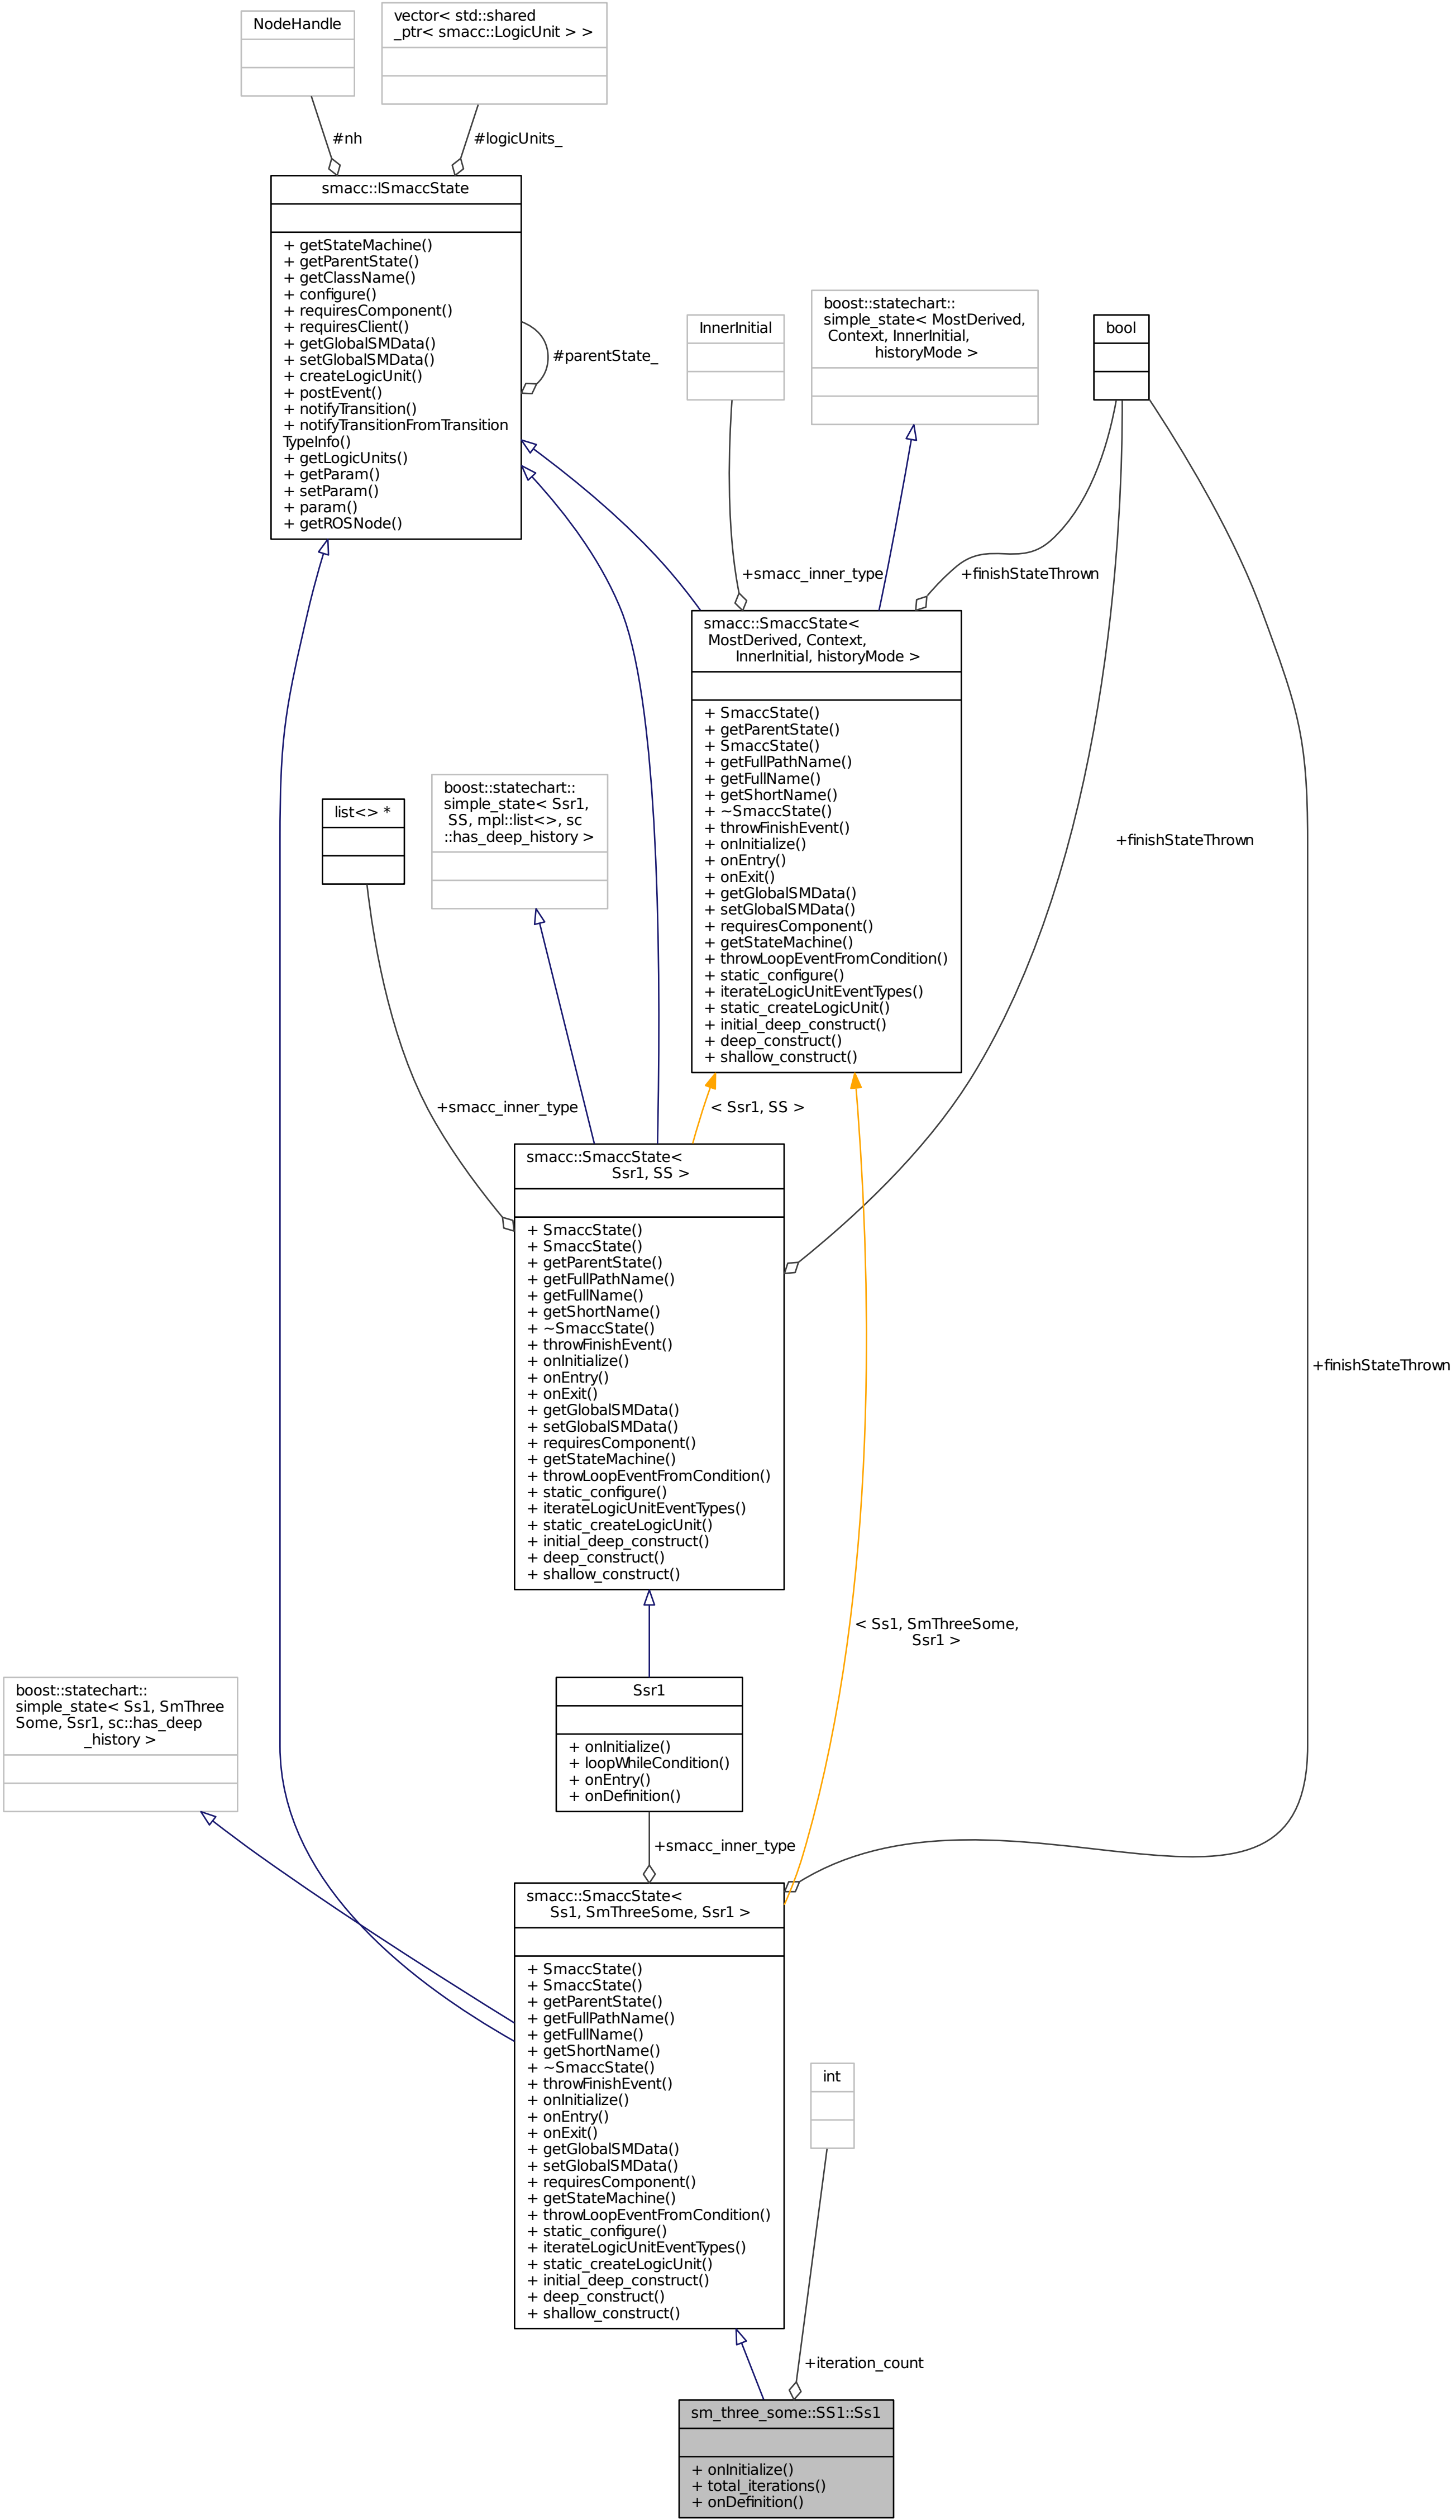 NodeHandle
vector< std::shared
_ptr< smacc::LogicUnit > >
#nh
#logicUnits_
smacc::ISmaccState
+ getStateMachine()
+ getParentState()
+ getClassName()
+ configure()
+ requiresComponent()
+ requiresClient()
+ getGlobalSMData()
+ setGlobalSMData()
+ createLogicUnit()
+ postEvent()
+ notifyTransition()
+ notifyTransitionFromTransition
TypeInfo()
+ getLogicUnits()
+ getParam()
+ setParam()
+ param()
+ getROSNode()
#parentState_
InnerInitial
boost::statechart::
simple_state< MostDerived,
Context, InnerInitial,
historyMode >
bool
+smacc_inner_type
+finishStateThrown
smacc::SmaccState<
MostDerived, Context,
InnerInitial, historyMode >
+ SmaccState()
+ getParentState()
+ SmaccState()
+ getFullPathName()
+ getFullName()
+ getShortName()
+ ~SmaccState()
+ throwFinishEvent()
+ onInitialize()
+ onEntry()
+ onExit()
+ getGlobalSMData()
+ setGlobalSMData()
+ requiresComponent()
+ getStateMachine()
+ throwLoopEventFromCondition()
+ static_configure()
+ iterateLogicUnitEventTypes()
+ static_createLogicUnit()
+ initial_deep_construct()
+ deep_construct()
+ shallow_construct()
list<> *
boost::statechart::
simple_state< Ssr1,
SS, mpl::list<>, sc
::has_deep_history >
+finishStateThrown
+smacc_inner_type
< Ssr1, SS >
smacc::SmaccState<
Ssr1, SS >
+ SmaccState()
+ SmaccState()
+ getParentState()
+ getFullPathName()
+ getFullName()
+ getShortName()
+ ~SmaccState()
+ throwFinishEvent()
+ onInitialize()
+ onEntry()
+ onExit()
+ getGlobalSMData()
+ setGlobalSMData()
+ requiresComponent()
+ getStateMachine()
+ throwLoopEventFromCondition()
+ static_configure()
+ iterateLogicUnitEventTypes()
+ static_createLogicUnit()
+ initial_deep_construct()
+ deep_construct()
+ shallow_construct()
+finishStateThrown
< Ss1, SmThreeSome,
Ssr1 >
boost::statechart::
simple_state< Ss1, SmThree
Some, Ssr1, sc::has_deep
_history >
Ssr1
+ onInitialize()
+ loopWhileCondition()
+ onEntry()
+ onDefinition()
+smacc_inner_type
smacc::SmaccState<
Ss1, SmThreeSome, Ssr1 >
+ SmaccState()
+ SmaccState()
+ getParentState()
+ getFullPathName()
+ getFullName()
+ getShortName()
+ ~SmaccState()
+ throwFinishEvent()
+ onInitialize()
+ onEntry()
+ onExit()
+ getGlobalSMData()
+ setGlobalSMData()
+ requiresComponent()
+ getStateMachine()
+ throwLoopEventFromCondition()
+ static_configure()
+ iterateLogicUnitEventTypes()
+ static_createLogicUnit()
+ initial_deep_construct()
+ deep_construct()
+ shallow_construct()
int
+iteration_count
sm_three_some::SS1::Ss1
+ onInitialize()
+ total_iterations()
+ onDefinition()